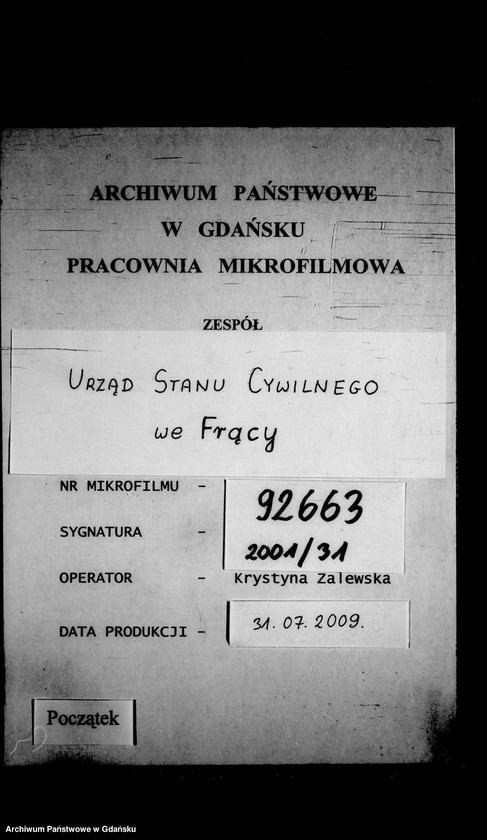 ARCHIWUM PAŃSTWOWE
W GDAŃSKU
PRACOWNIA MIKROFILMOWA
ZESPÓŁ
URZĄD STANU CYWILNEGO
we Frący
NR MIKROFILMU - 92663
SYGNATURA - 2001/31
OPERATOR - Krystyna Zalewska
DATA PRODUKCJI - 31.07.2009.
Początek
Archiwum Państwowe w Gdańsku